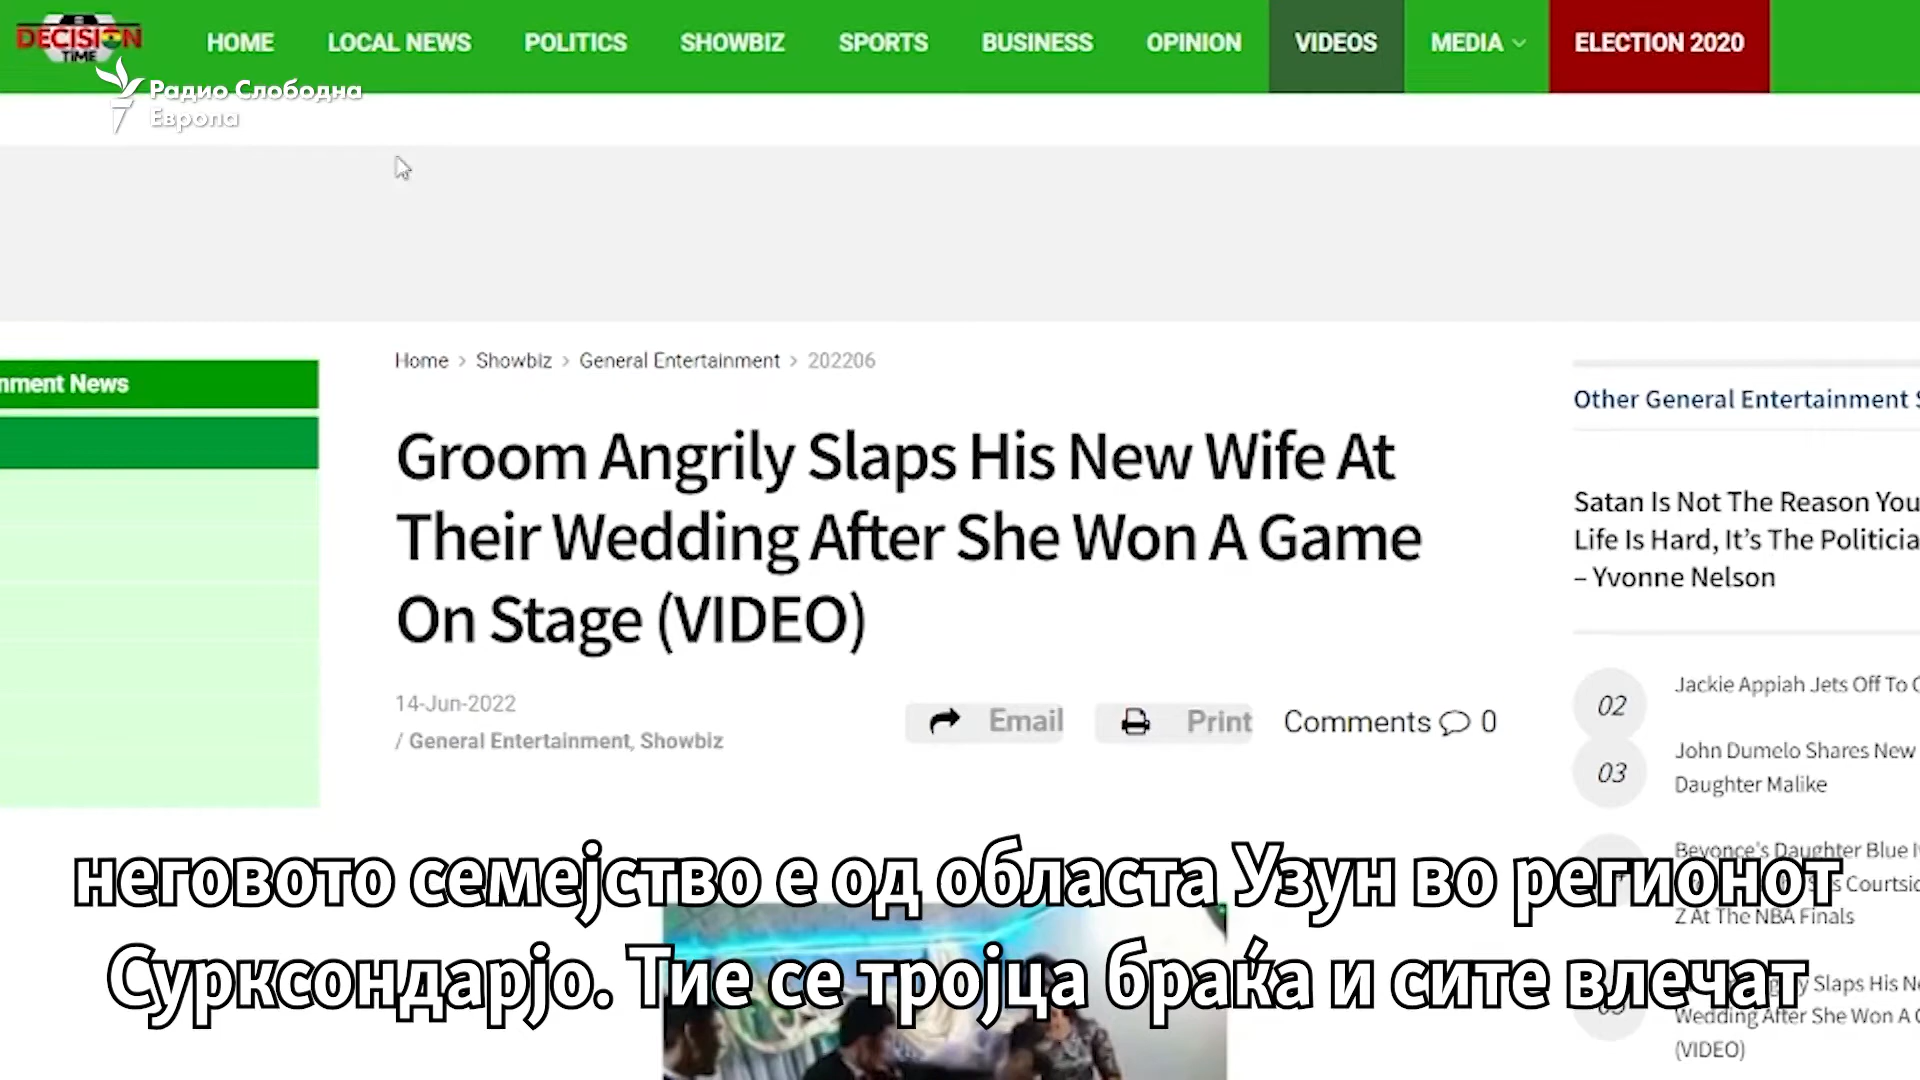 DECISION
TIME
HOME
LOCAL NEWS
POLITICS
SHOWBIZ
SPORTS
BUSINESS
OPINION
VIDEOS
MEDIA
ELECTION 2020
Радио Слободна
Европа
Home > Showbiz > General Entertainment > 202206
News
Groom Angrily Slaps His New Wife At
Their Wedding After She Won A Game
On Stage (VIDEO)
14-Jun-2022
/ General Entertainment, Showbiz
Email
Print
Comments 0
Other General Entertainment
Satan Is Not The Reason You
Life Is Hard, It's The
– Yvonne Nelson
02
Jackie Appiah Jets Off To
03
John Dumelo Shares New
Daughter Malike
Beyonce's Daughter Blue
Z At The NBA Finals
Slaps His
Wedding After She Won A
(VIDEO)
неговото семејство е од областа Узун во регионот
Сурксондарјо. Тие се тројца браќа и сите влечат